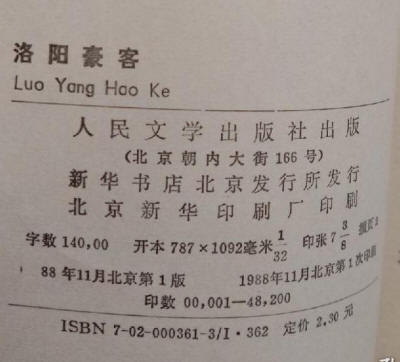 洛阳豪客
Luo Yang Hao Ke
人民文学出版社出版
(北京朝内大街166号)
新华书店北京发行所发行
北京新华印刷厂印刷
字数 140,00 开本 787×1092毫米 1/32 印张 7 3/8 插页2
88年11月北京第1版 1988年11月北京第1次印刷
印数 00,001—48,200
ISBN 7-02-000361-3/I·362 定价 2.30 元